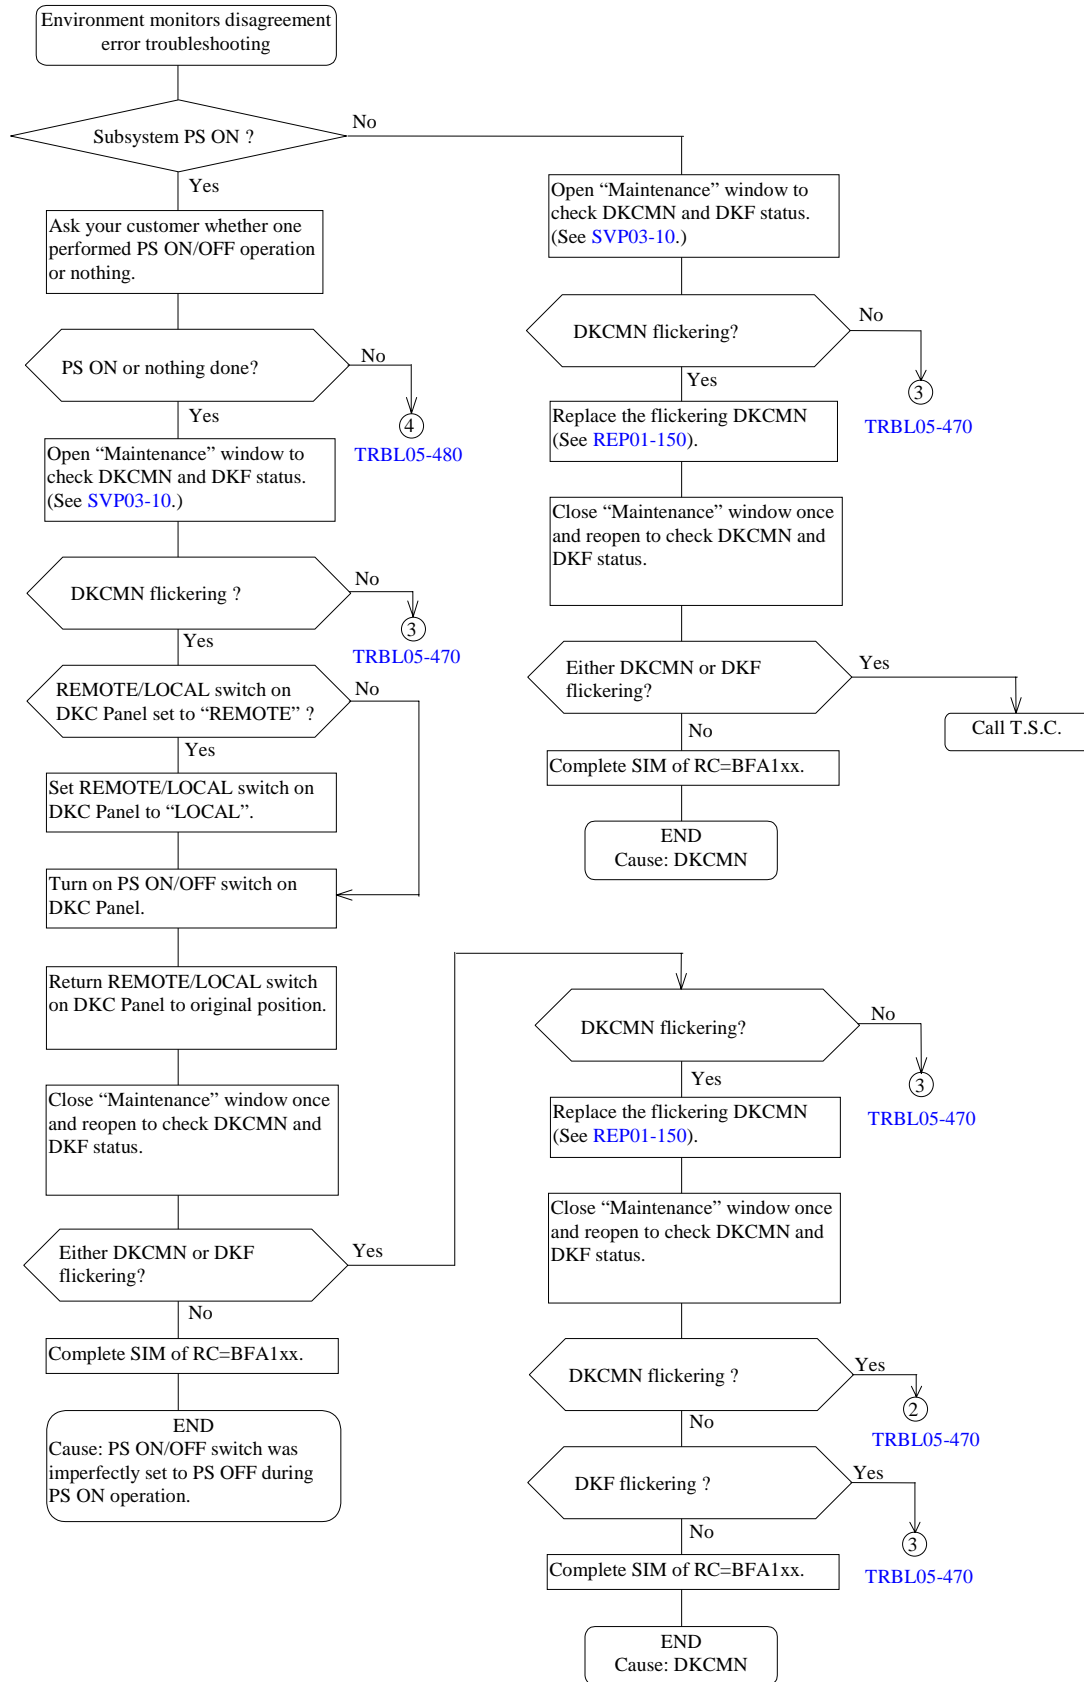 Environment monitors disagreement
error troubleshooting
Subsystem PS ON ?
No
Yes
Ask your customer whether one
performed PS ON/OFF operation
or nothing.
PS ON or nothing done?
No
4
TRBL05-480
Yes
Open “Maintenance” window to
check DKCMN and DKF status.
(See SVP03-10.)
DKCMN flickering ?
No
3
TRBL05-470
Yes
REMOTE/LOCAL switch on
DKC Panel set to “REMOTE” ?
No
Yes
Set REMOTE/LOCAL switch on
DKC Panel to “LOCAL”.
Turn on PS ON/OFF switch on
DKC Panel.
Return REMOTE/LOCAL switch
on DKC Panel to original position.
Close “Maintenance” window once
and reopen to check DKCMN and
DKF status.
Either DKCMN or DKF
flickering?
Yes
No
Complete SIM of RC=BFA1xx.
END
Cause: PS ON/OFF switch was
imperfectly set to PS OFF during
PS ON operation.
Open “Maintenance” window to
check DKCMN and DKF status.
(See SVP03-10.)
DKCMN flickering?
No
3
TRBL05-470
Yes
Replace the flickering DKCMN
(See REP01-150).
Close “Maintenance” window once
and reopen to check DKCMN and
DKF status.
Either DKCMN or DKF
flickering?
Yes
Call T.S.C.
No
Complete SIM of RC=BFA1xx.
END
Cause: DKCMN
DKCMN flickering?
No
3
TRBL05-470
Yes
Replace the flickering DKCMN
(See REP01-150).
Close “Maintenance” window once
and reopen to check DKCMN and
DKF status.
DKCMN flickering ?
Yes
2
TRBL05-470
No
DKF flickering ?
Yes
3
TRBL05-470
No
Complete SIM of RC=BFA1xx.
END
Cause: DKCMN